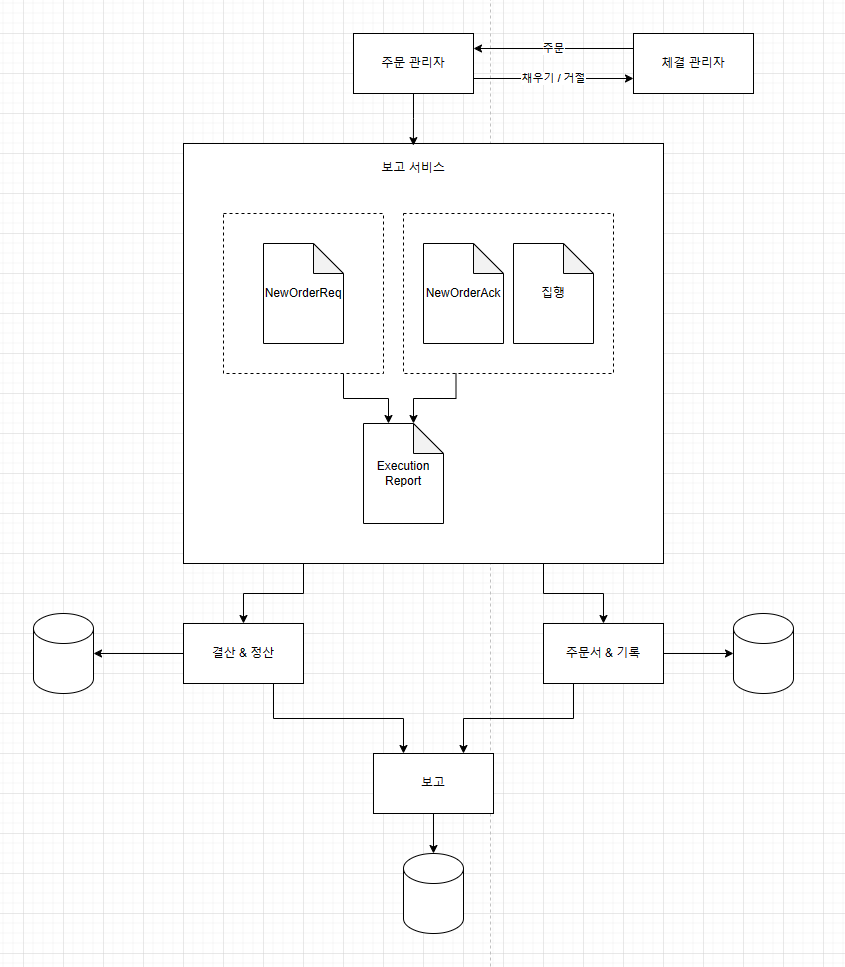 주문 관리자
주문
체결 관리자
채우기 / 거절
보고 서비스
NewOrderReq
NewOrderAck
집행
Execution
Report
결산 & 정산
주문서 & 기록
보고